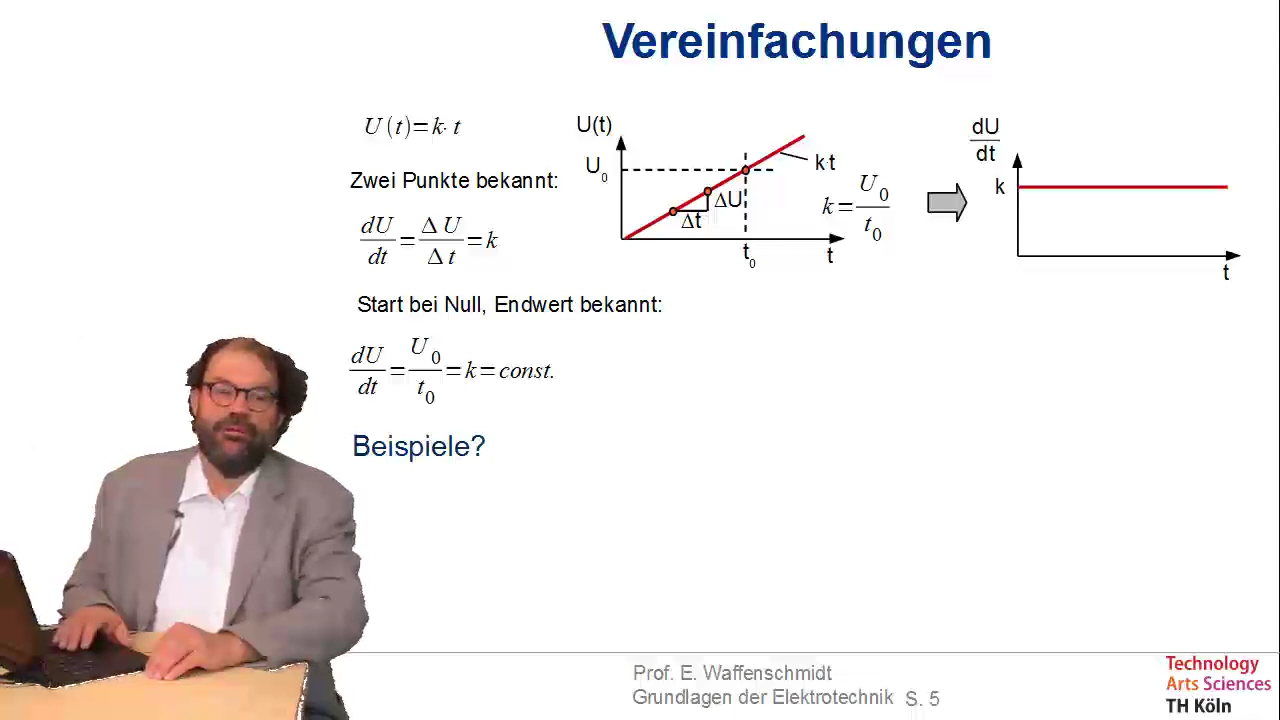 Vereinfachungen
U(t)=k·t
Zwei Punkte bekannt:
dU/dt=ΔU/Δt=k
Start bei Null, Endwert bekannt:
dU/dt=U₀/t₀=k=const.
Beispiele?
U(t)
U₀
ΔU
Δt
t₀
t
k·t
k=U₀/t₀
dU/dt
k
t
Prof. E. Waffenschmidt
Grundlagen der Elektrotechnik S. 5
Technology
Arts Sciences
TH Köln